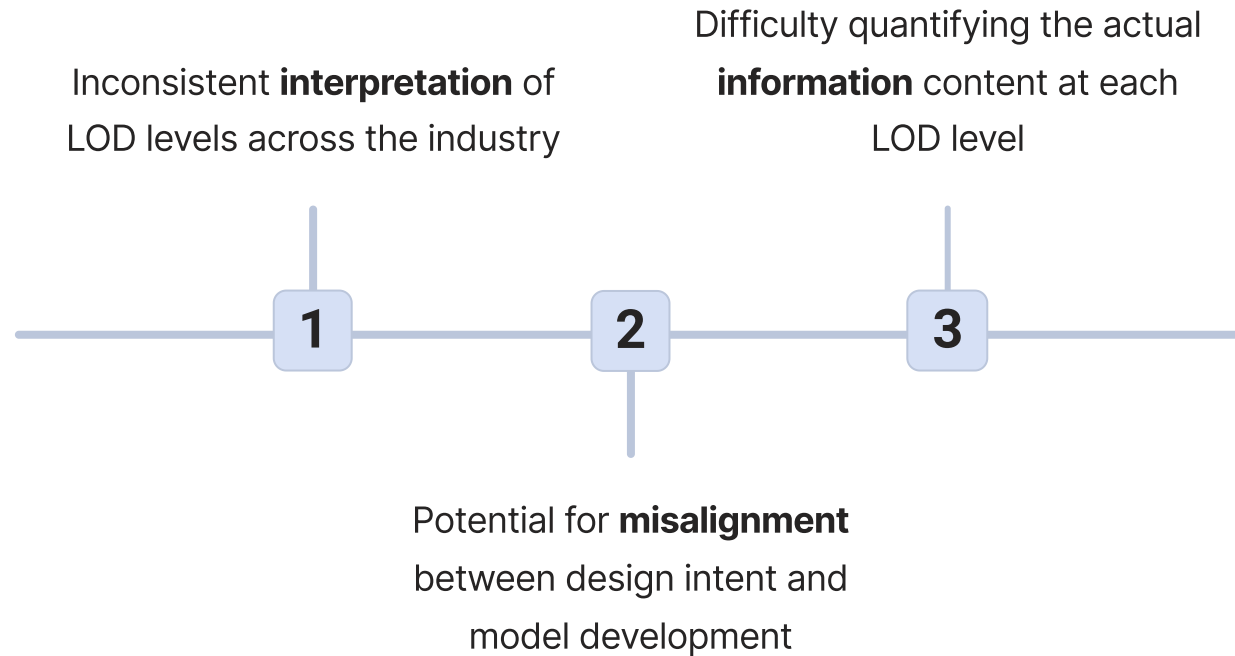 Inconsistent interpretation of
LOD levels across the industry
Difficulty quantifying the actual
information content at each
LOD level
1
2
3
Potential for misalignment
between design intent and
model development